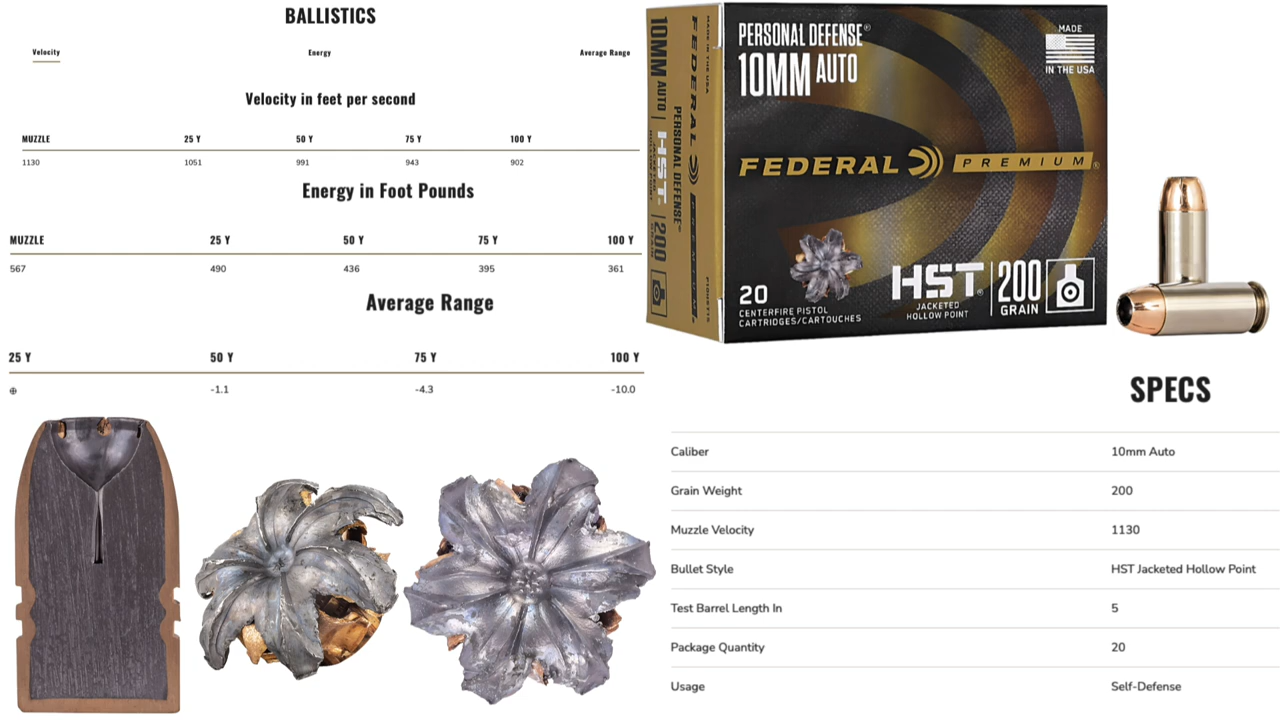 BALLISTICS
Velocity Energy Average Range
Velocity in feet per second
MUZZLE 25 Y 50 Y 75 Y 100 Y
1130 1051 991 943 902
Energy in Foot Pounds
MUZZLE 25 Y 50 Y 75 Y 100 Y
567 490 436 395 361
Average Range
25 Y 50 Y 75 Y 100 Y
⊕ -1.1 -4.3 -10.0
10MM AUTO
HST
200
PERSONAL DEFENSE
FEDERAL
MADE IN THE USA
PERSONAL DEFENSE®
10MM AUTO
MADE
IN THE USA
FEDERAL PREMIUM®
20
CENTERFIRE PISTOL
CARTRIDGES/CARTOUCHES
HST®
JACKETED
HOLLOW POINT
200
GRAIN
SPECS
Caliber 10mm Auto
Grain Weight 200
Muzzle Velocity 1130
Bullet Style HST Jacketed Hollow Point
Test Barrel Length In 5
Package Quantity 20
Usage Self-Defense